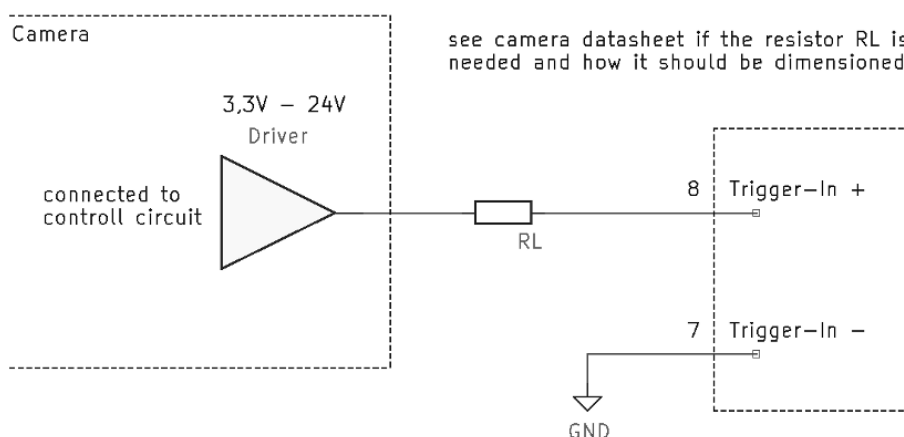 Camera
see camera datasheet if the resistor RL is
needed and how it should be dimensioned
3,3V – 24V
Driver
connected to
controll circuit
8 Trigger–In +
RL
7 Trigger–In –
GND